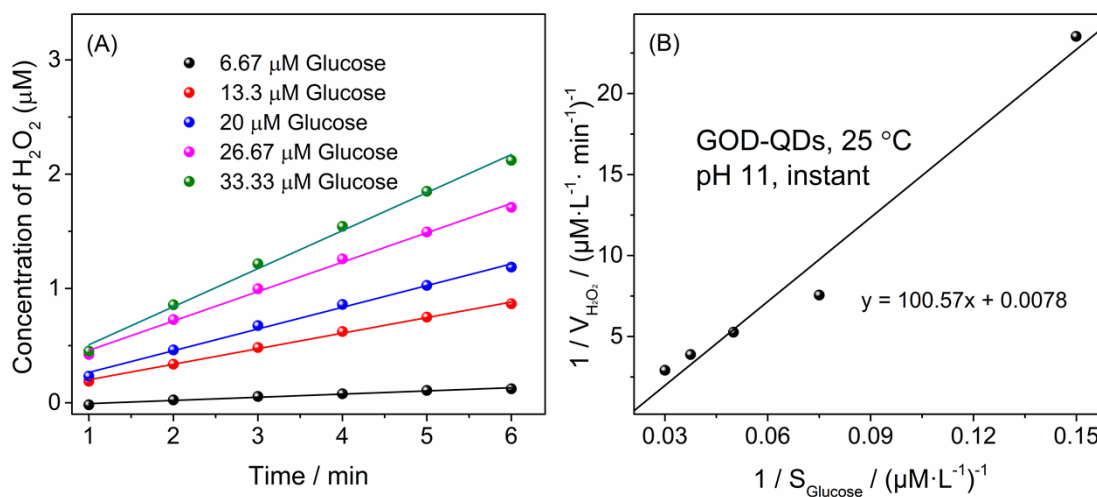 (A)
6.67 μM Glucose
13.3 μM Glucose
20 μM Glucose
26.67 μM Glucose
33.33 μM Glucose
Concentration of H₂O₂ (μM)
3
2
1
0
1 2 3 4 5 6
Time / min
(B)
GOD-QDs, 25 °C
pH 11, instant
y = 100.57x + 0.0078
1 / V_H₂O₂ / (μM·L⁻¹· min⁻¹)⁻¹
20
15
10
5
0.03 0.06 0.09 0.12 0.15
1 / S_Glucose / (μM·L⁻¹)⁻¹